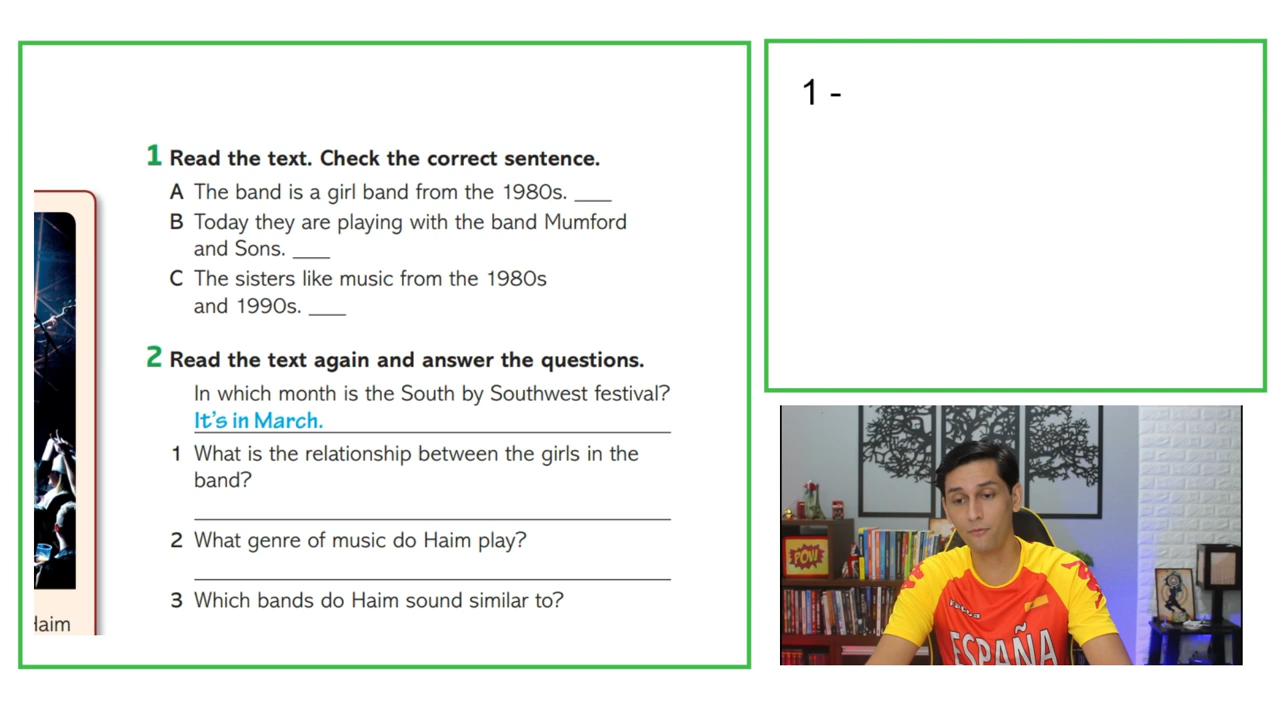 1 Read the text. Check the correct sentence.
A The band is a girl band from the 1980s. ____
B Today they are playing with the band Mumford
and Sons. ____
C The sisters like music from the 1980s
and 1990s. ____
2 Read the text again and answer the questions.
In which month is the South by Southwest festival?
It's in March.
1 What is the relationship between the girls in the
band?
2 What genre of music do Haim play?
3 Which bands do Haim sound similar to?
Haim
1 -
POW
ESPAÑA